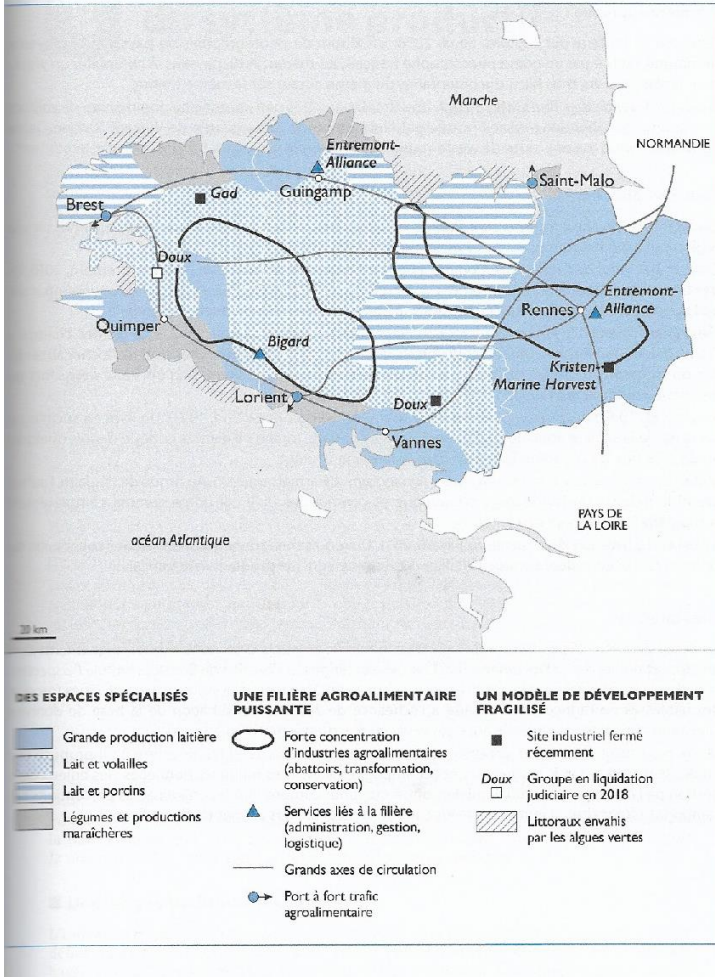 Manche
NORMANDIE
Entremont-
Alliance
Guingamp
Saint-Malo
Gad
Brest
Doux
Entremont-
Alliance
Rennes
Quimper
Bigard
Kristen-
Marine Harvest
Lorient
Doux
Vannes
PAYS DE
LA LOIRE
océan Atlantique
20 km
DES ESPACES SPÉCIALISÉS
Grande production laitière
Lait et volailles
Lait et porcins
Légumes et productions
maraîchères
UNE FILIÈRE AGROALIMENTAIRE
PUISSANTE
Forte concentration
d'industries agroalimentaires
(abattoirs, transformation,
conservation)
Services liés à la filière
(administration, gestion,
logistique)
Grands axes de circulation
Port à fort trafic
agroalimentaire
UN MODÈLE DE DÉVELOPPEMENT
FRAGILISÉ
Site industriel fermé
récemment
Doux Groupe en liquidation
judiciaire en 2018
Littoraux envahis
par les algues vertes